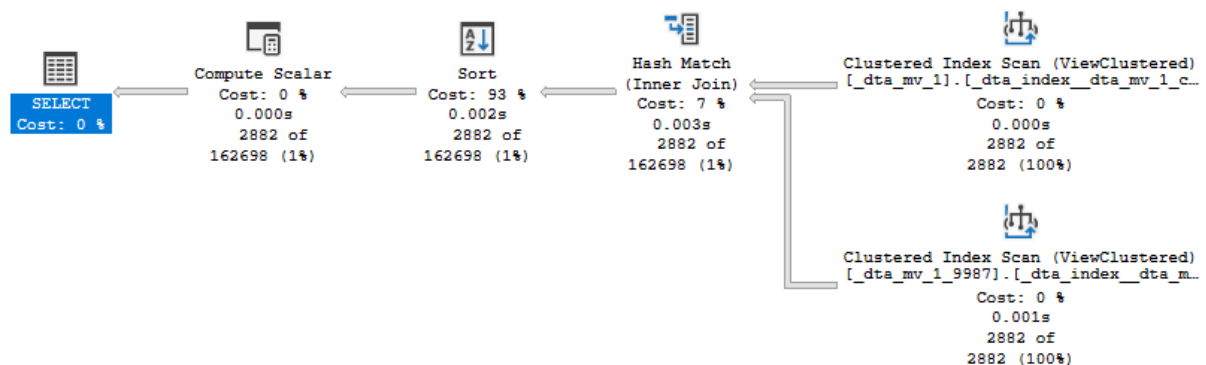 SELECT
Cost: 0 %
Compute Scalar
Cost: 0 %
0.000s
2882 of
162698 (1%)
Sort
Cost: 93 %
0.002s
2882 of
162698 (1%)
Hash Match
(Inner Join)
Cost: 7 %
0.003s
2882 of
162698 (1%)
Clustered Index Scan (ViewClustered)
[_dta_mv_1].[_dta_index__dta_mv_1_c…
Cost: 0 %
0.000s
2882 of
2882 (100%)
Clustered Index Scan (ViewClustered)
[_dta_mv_1_9987].[_dta_index__dta_m…
Cost: 0 %
0.001s
2882 of
2882 (100%)